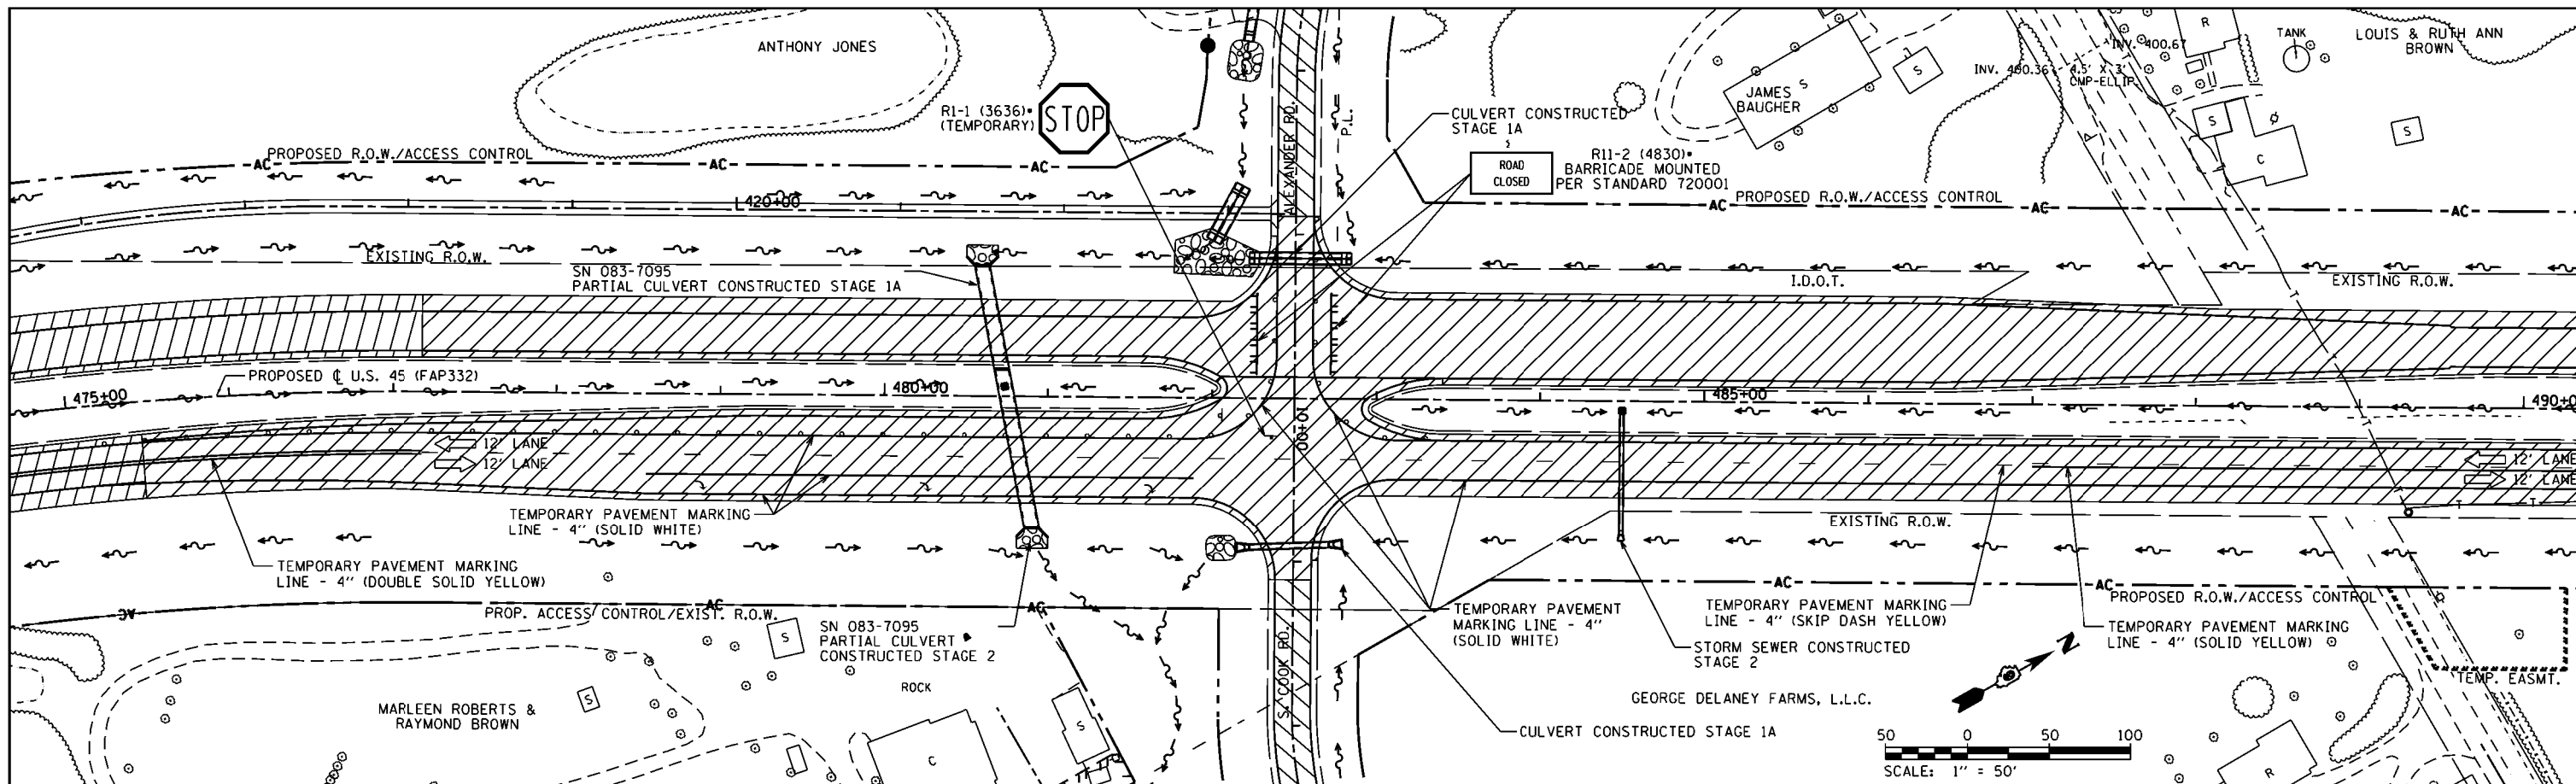 ANTHONY JONES
R1-1 (3636)•
(TEMPORARY)
STOP
ALEXANDER RD.
P.L.
CULVERT CONSTRUCTED
STAGE 1A
ROAD
CLOSED
R11-2 (4830)•
BARRICADE MOUNTED
PER STANDARD 720001
JAMES
BAUGHER
S
S
INV. 400.36
4.5' X 3'
CMP-ELLIP.
INV. 400.67
R
TANK
LOUIS & RUTH ANN
BROWN
S
C
S
PROPOSED R.O.W./ACCESS CONTROL
AC
AC
AC
PROPOSED R.O.W./ACCESS CONTROL
AC
AC
AC
420+00
EXISTING R.O.W.
SN 083-7095
PARTIAL CULVERT CONSTRUCTED STAGE 1A
I.D.O.T.
EXISTING R.O.W.
PROPOSED ℄ U.S. 45 (FAP332)
475+00
480+00
10+00
485+00
490+0
12' LANE
12' LANE
12' LANE
12' LANE
TEMPORARY PAVEMENT MARKING
LINE - 4" (SOLID WHITE)
EXISTING R.O.W.
TEMPORARY PAVEMENT MARKING
LINE - 4" (DOUBLE SOLID YELLOW)
AC
AC
AC
PROP. ACCESS CONTROL/EXIST. R.O.W.
AC
AC
PROPOSED R.O.W./ACCESS CONTROL
SN 083-7095
PARTIAL CULVERT
CONSTRUCTED STAGE 2
TEMPORARY PAVEMENT
MARKING LINE - 4"
(SOLID WHITE)
TEMPORARY PAVEMENT MARKING
LINE - 4" (SKIP DASH YELLOW)
TEMPORARY PAVEMENT MARKING
LINE - 4" (SOLID YELLOW)
STORM SEWER CONSTRUCTED
STAGE 2
S. COOK RD.
S
S
S
C
ROCK
MARLEEN ROBERTS &
RAYMOND BROWN
GEORGE DELANEY FARMS, L.L.C.
CULVERT CONSTRUCTED STAGE 1A
N
TEMP. EASMT.
R
50 0 50 100
SCALE: 1" = 50'